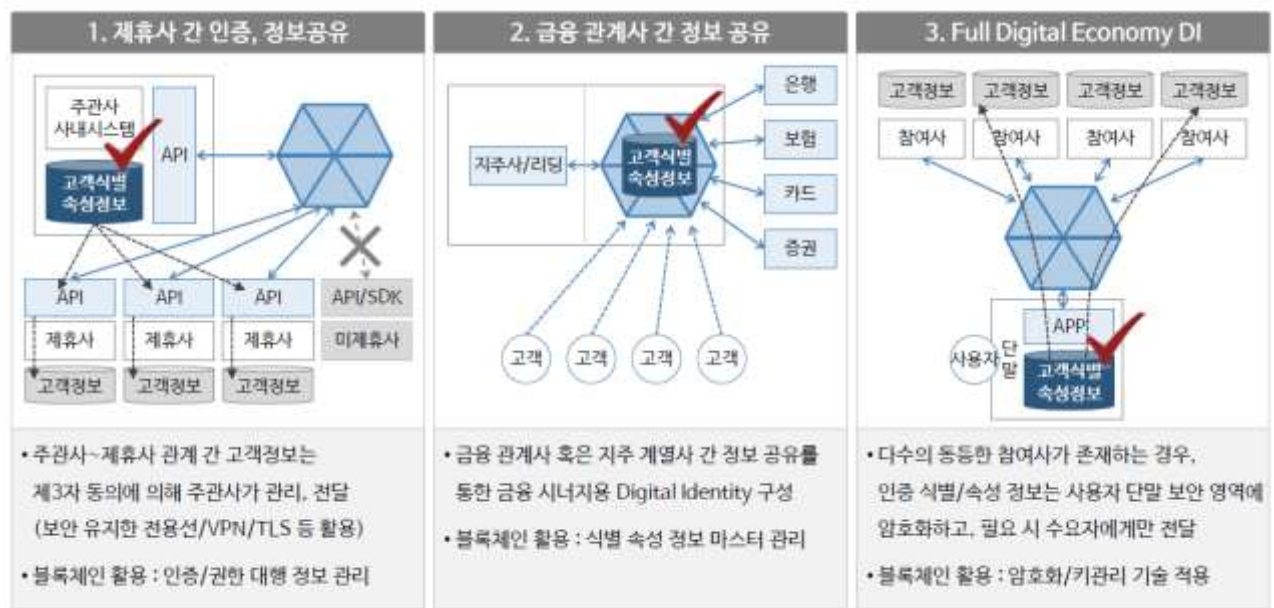 1. 제휴사 간 인증, 정보공유
주관사
사내시스템
API
고객식별
속성정보
API
API
API
API/SDK
제휴사
제휴사
제휴사
미제휴사
고객정보
고객정보
고객정보
• 주관사~제휴사 관계 간 고객정보는
제3자 동의에 의해 주관사가 관리, 전달
(보안 유지한 전용선/VPN/TLS 등 활용)
• 블록체인 활용 : 인증/권한 대행 정보 관리
2. 금융 관계사 간 정보 공유
지주사/리딩
고객식별
속성정보
은행
보험
카드
증권
고객
고객
고객
고객
• 금융 관계사 혹은 지주 계열사 간 정보 공유를
통한 금융 시너지용 Digital Identity 구성
• 블록체인 활용 : 식별 속성 정보 마스터 관리
3. Full Digital Economy DI
고객정보
고객정보
고객정보
고객정보
참여사
참여사
참여사
참여사
APP
사용자
단말
고객식별
속성정보
• 다수의 동등한 참여사가 존재하는 경우,
인증 식별/속성 정보는 사용자 단말 보안 영역에
암호화하고, 필요 시 수요자에게만 전달
• 블록체인 활용 : 암호화/키관리 기술 적용